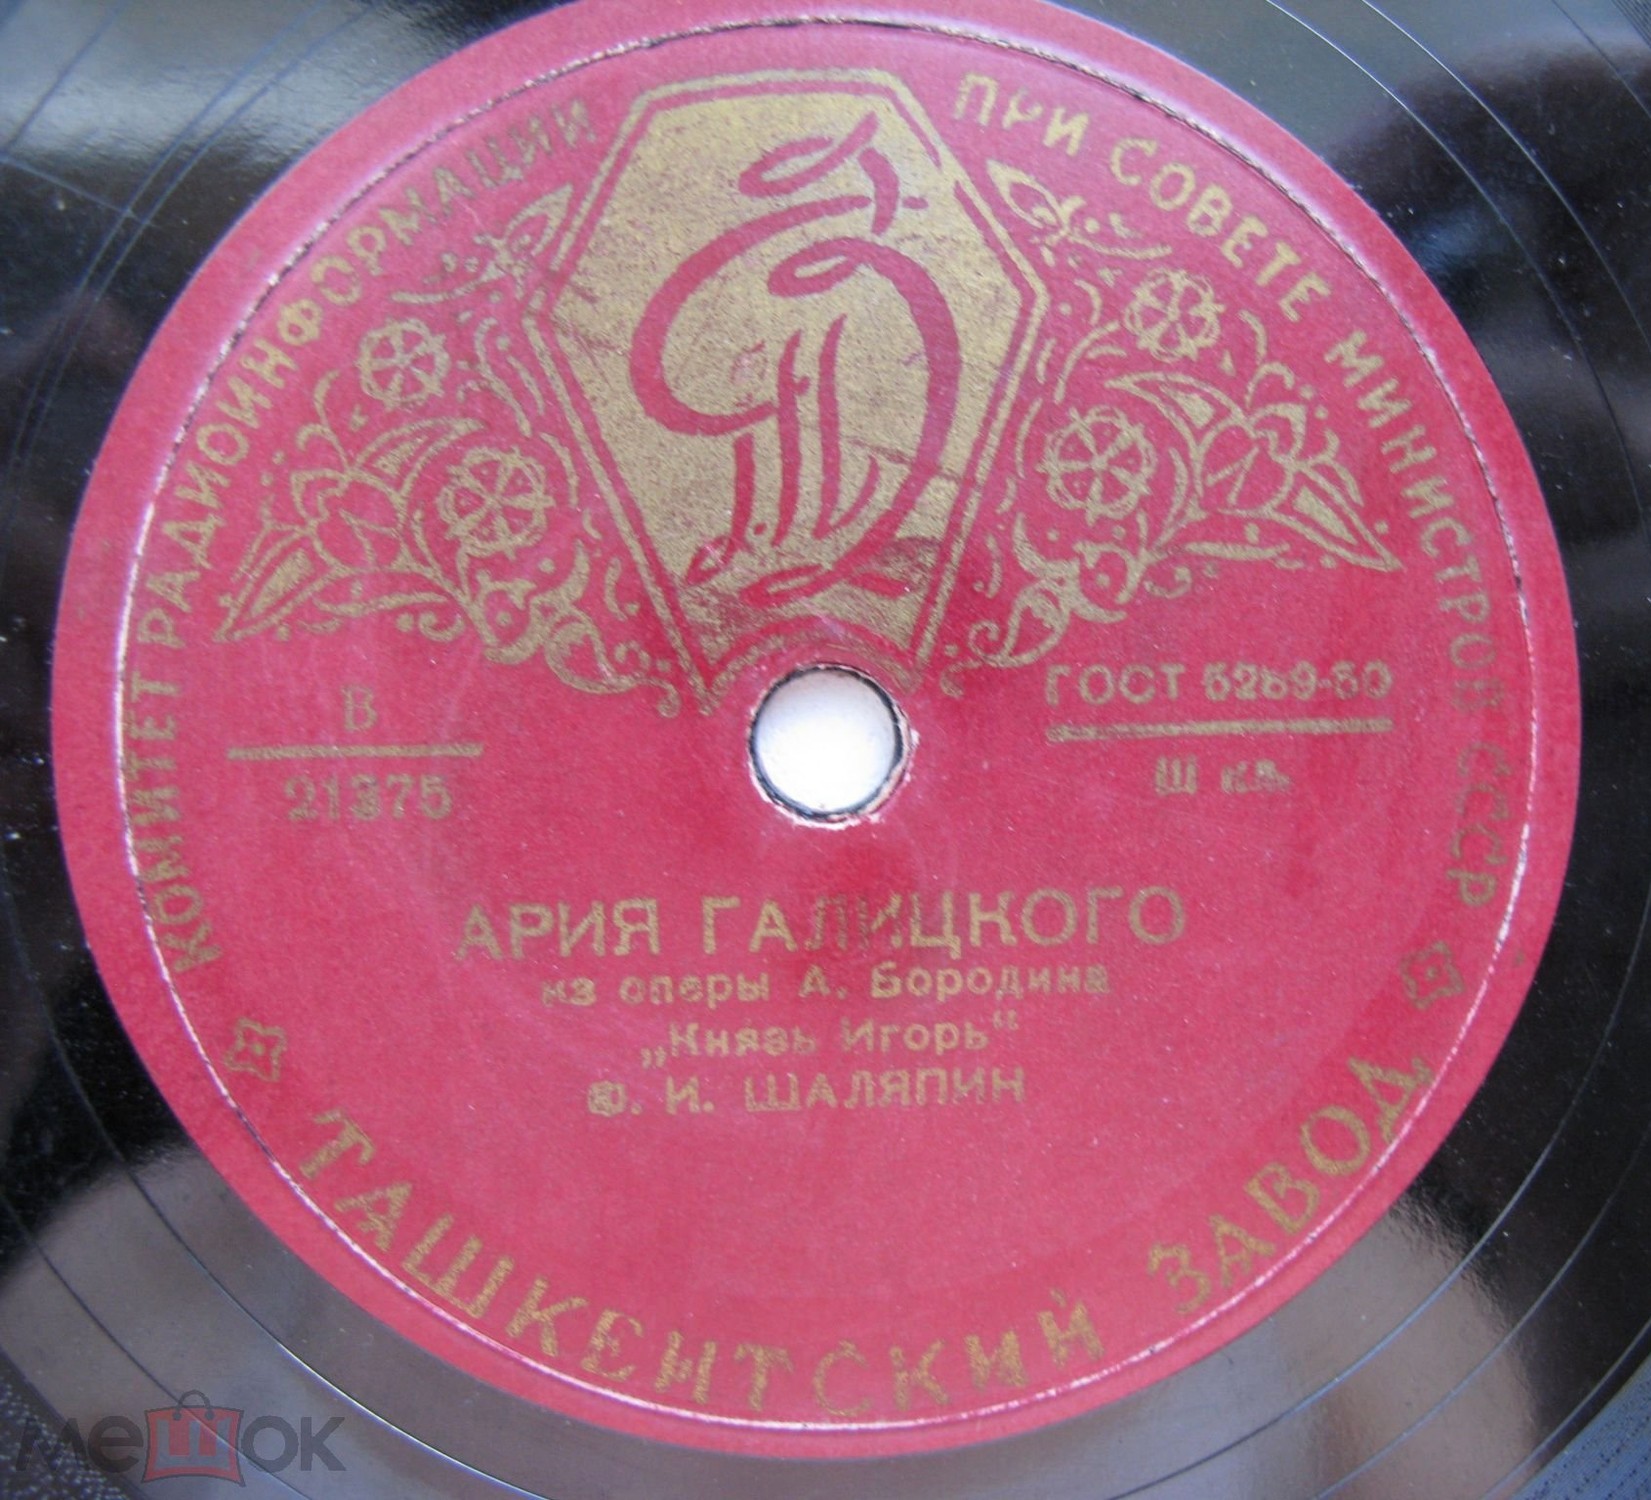 КОМИТЕТ РАДИОИНФОРМАЦИИ ПРИ СОВЕТЕ МИНИСТРОВ СССР
В
21375
ГОСТ 5289-50
Ш кл.
АРИЯ ГАЛИЦКОГО
из оперы А. Бородина
„Князь Игорь“
Ф. И. ШАЛЯПИН
ТАШКЕНТСКИЙ ЗАВОД
мешок